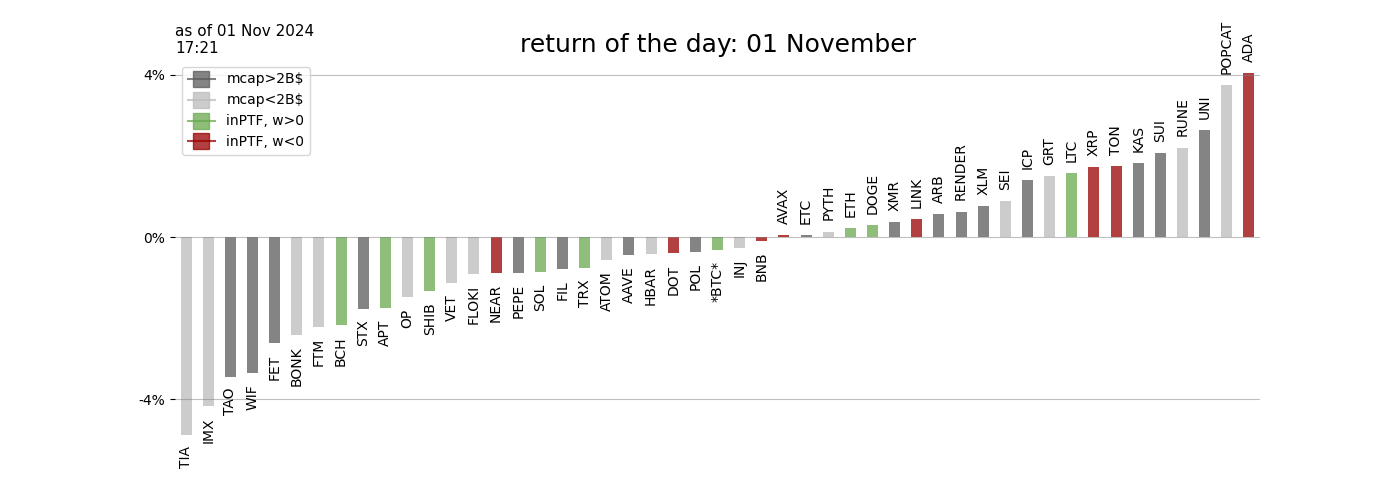 as of 01 Nov 2024
17:21
return of the day: 01 November
4%
0%
-4%
mcap>2B$
mcap<2B$
inPTF, w>0
inPTF, w<0
TIA
IMX
TAO
WIF
FET
BONK
FTM
BCH
STX
APT
OP
SHIB
VET
FLOKI
NEAR
PEPE
SOL
FIL
TRX
ATOM
AAVE
HBAR
DOT
POL
*BTC*
INJ
BNB
AVAX
ETC
PYTH
ETH
DOGE
XMR
LINK
ARB
RENDER
XLM
SEI
ICP
GRT
LTC
XRP
TON
KAS
SUI
RUNE
UNI
POPCAT
ADA